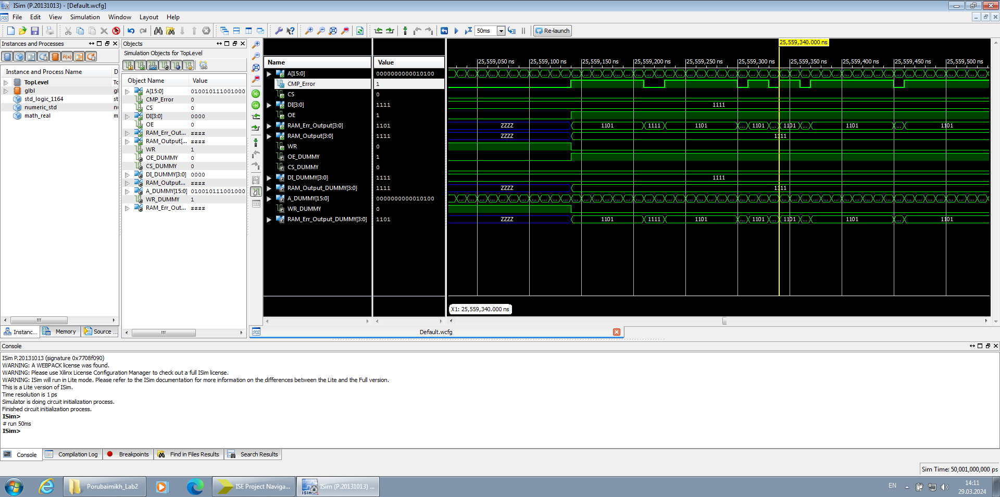 ISim (P.20131013) - [Default.wcfg]
File Edit View Simulation Window Layout Help
50ms
Re-launch
Instances and Processes
Instance and Process Name
D
TopLevel
To
glbl
gl
std_logic_1164
st
numeric_std
nu
math_real
m
Instanc...
Memory
Source ...
Objects
Simulation Objects for TopLevel
Object Name Value
A[15:0] 010010111001000
CMP_Error 0
CS 0
DI[3:0] 0000
OE 0
RAM_Err_Out... zzzz
RAM_Output[... zzzz
WR 1
OE_DUMMY 0
CS_DUMMY 0
DI_DUMMY[3:0] 0000
RAM_Output... zzzz
A_DUMMY[15:0] 010010111001000
WR_DUMMY 1
RAM_Err_Out... zzzz
25,559,340.000 ns
Name Value
25,559,050 ns 25,559,100 ns 25,559,150 ns 25,559,200 ns 25,559,250 ns 25,559,300 ns 25,559,350 ns 25,559,400 ns 25,559,450 ns 25,559,500 ns
A[15:0] 0000000000010100
CMP_Error 1
CS 0
DI[3:0] 1111 1111
OE 1
RAM_Err_Output[3:0] 1101 ZZZZ 1101 1111 1101 ... 1101 ... 1101 ... 1101 ... 1101
RAM_Output[3:0] 1111 ZZZZ 1111
WR 0
OE_DUMMY 1
CS_DUMMY 0
DI_DUMMY[3:0] 1111 1111
RAM_Output_DUMMY[3:0] 1111 ZZZZ 1111
A_DUMMY[15:0] 0000000000010100
WR_DUMMY 0
RAM_Err_Output_DUMMY[3:0] 1101 ZZZZ 1101 1111 1101 ... 1101 ... 1101 ... 1101 ... 1101
X1: 25,559,340.000 ns
Default.wcfg
Console
ISim P.20131013 (signature 0x7708f090)
WARNING: A WEBPACK license was found.
WARNING: Please use Xilinx License Configuration Manager to check out a full ISim license.
WARNING: ISim will run in Lite mode. Please refer to the ISim documentation for more information on the differences between the Lite and the Full version.
This is a Lite version of ISim.
Time resolution is 1 ps
Simulator is doing circuit initialization process.
Finished circuit initialization process.
ISim>
# run 50ms
ISim>
Console Compilation Log Breakpoints Find in Files Results Search Results
Sim Time: 50,001,000,000 ps
Porubaimikh_Lab2
ISE Project Naviga...
ISim (P.20131013) ...
EN
14:11
29.03.2024